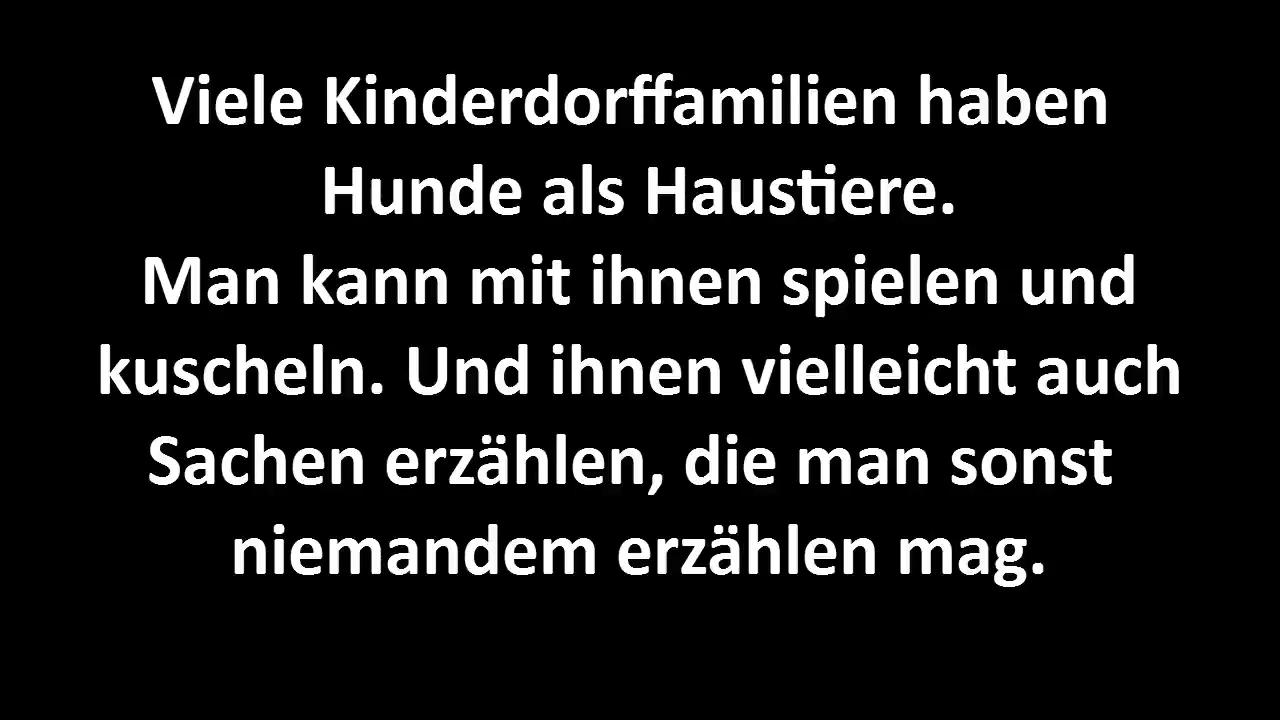 Viele Kinderdorffamilien haben
Hunde als Haustiere.
Man kann mit ihnen spielen und
kuscheln. Und ihnen vielleicht auch
Sachen erzählen, die man sonst
niemandem erzählen mag.